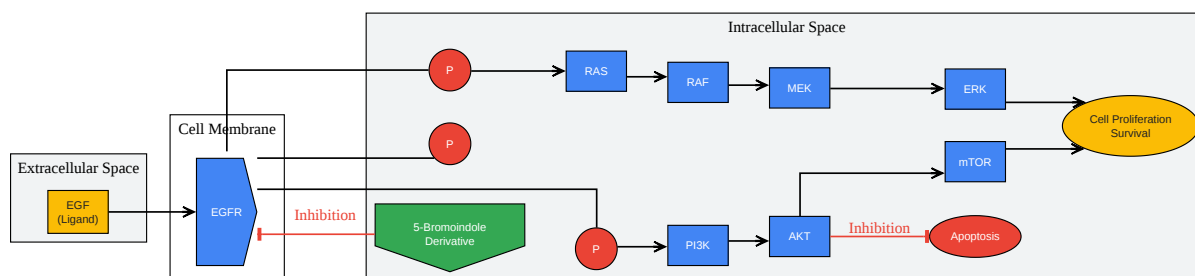 Intracellular Space
P
RAS
RAF
MEK
ERK
Cell Proliferation
Survival
Cell Membrane
P
Extracellular Space
mTOR
EGF
(Ligand)
EGFR
Inhibition
5-Bromoindole
Derivative
P
PI3K
AKT
Inhibition
Apoptosis